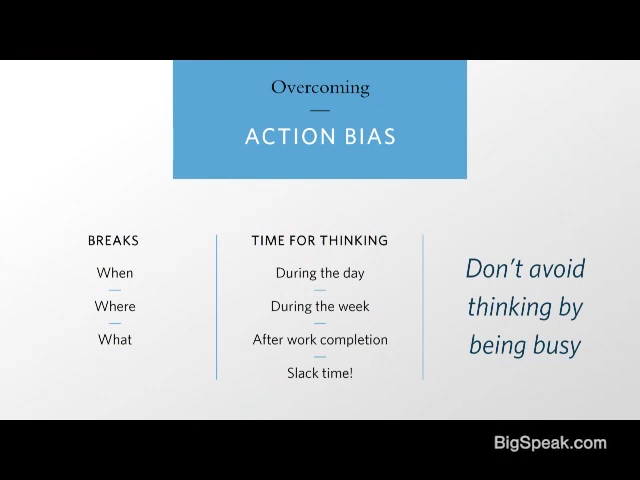 Overcoming
ACTION BIAS
BREAKS
When
Where
What
TIME FOR THINKING
During the day
During the week
After work completion
Slack time!
Don't avoid
thinking by
being busy
BigSpeak.com